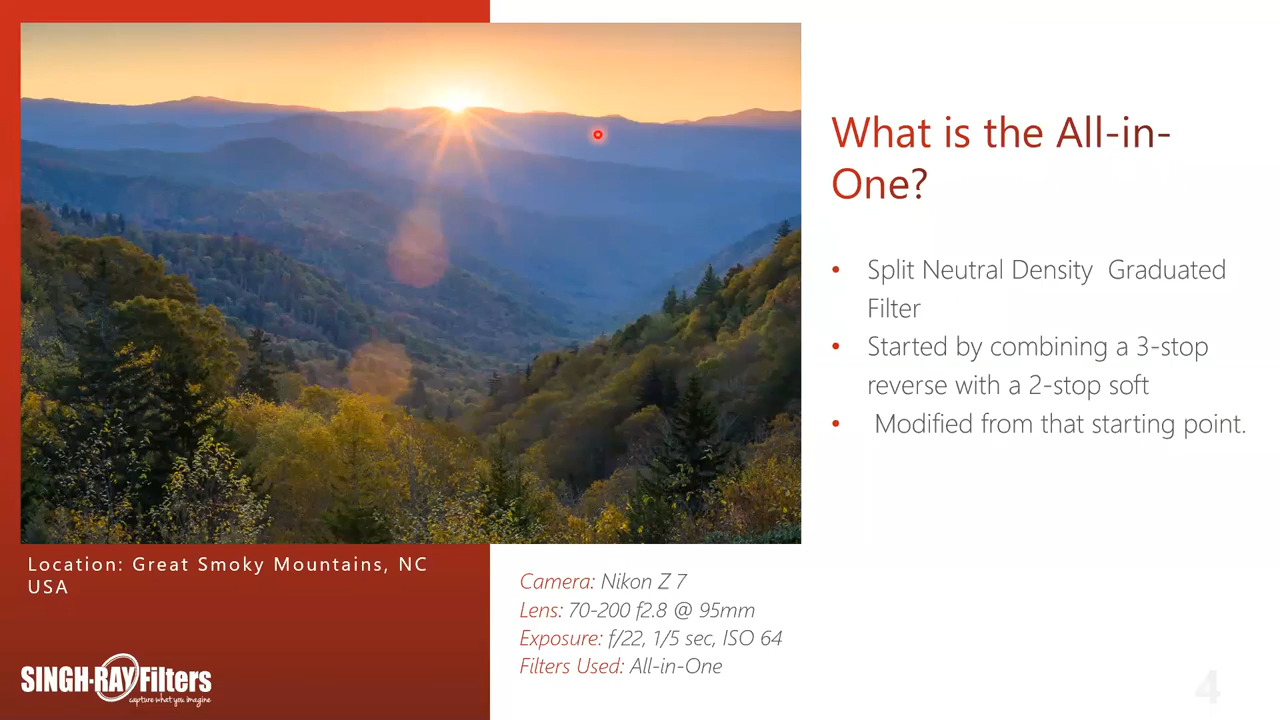 What is the All-in-
One?
• Split Neutral Density  Graduated
Filter
• Started by combining a 3-stop
reverse with a 2-stop soft
• Modified from that starting point.
Location: Great Smoky Mountains, NC
USA
Camera: Nikon Z 7
Lens: 70-200 f2.8 @ 95mm
Exposure: f/22, 1/5 sec, ISO 64
Filters Used: All-in-One
SINGH-RAY Filters
capture what you imagine
4